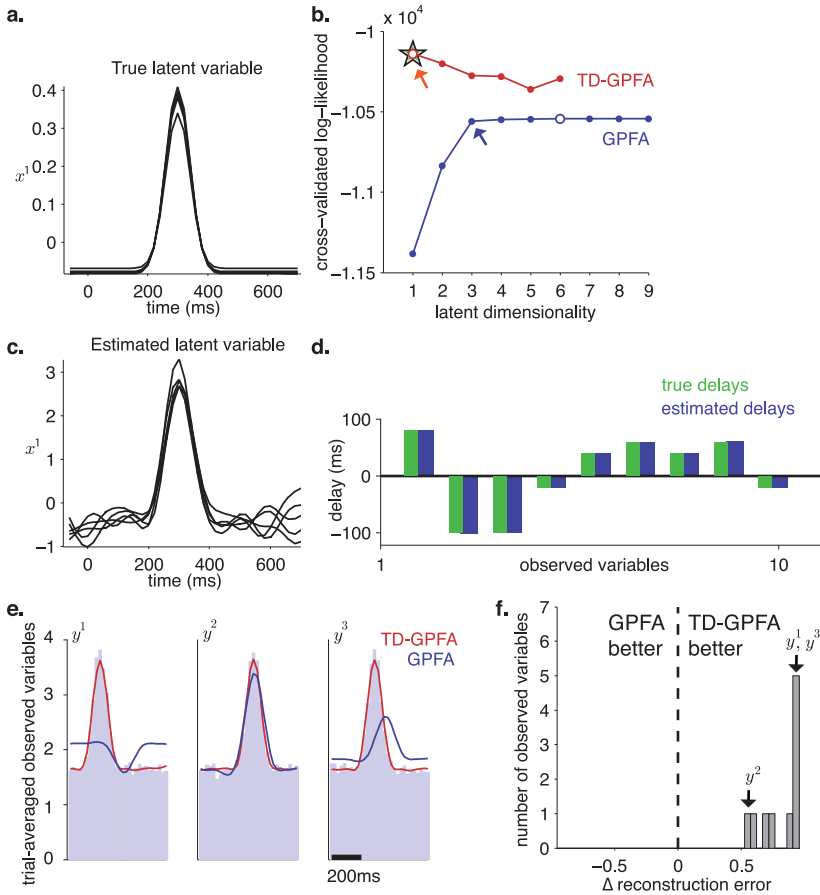 a.
True latent variable
0.4
0.3
0.2
0.1
0
x¹
0
200
400
600
time (ms)
b.
x 10⁴
−1
−1.05
−1.1
−1.15
cross−validated log−likelihood
TD-GPFA
GPFA
1 2 3 4 5 6 7 8 9
latent dimensionality
c.
Estimated latent variable
3
2
1
0
−1
x¹
0
200
400
600
time (ms)
d.
true delays
estimated delays
100
0
−100
delay (ms)
1
10
observed variables
e.
trial-averaged observed variables
4
3
2
1
0
y¹
y²
y³
TD-GPFA
GPFA
200ms
f.
number of observed variables
7
6
5
4
3
2
1
0
GPFA better
TD-GPFA better
y¹, y³
y²
−0.5
0
0.5
Δ reconstruction error